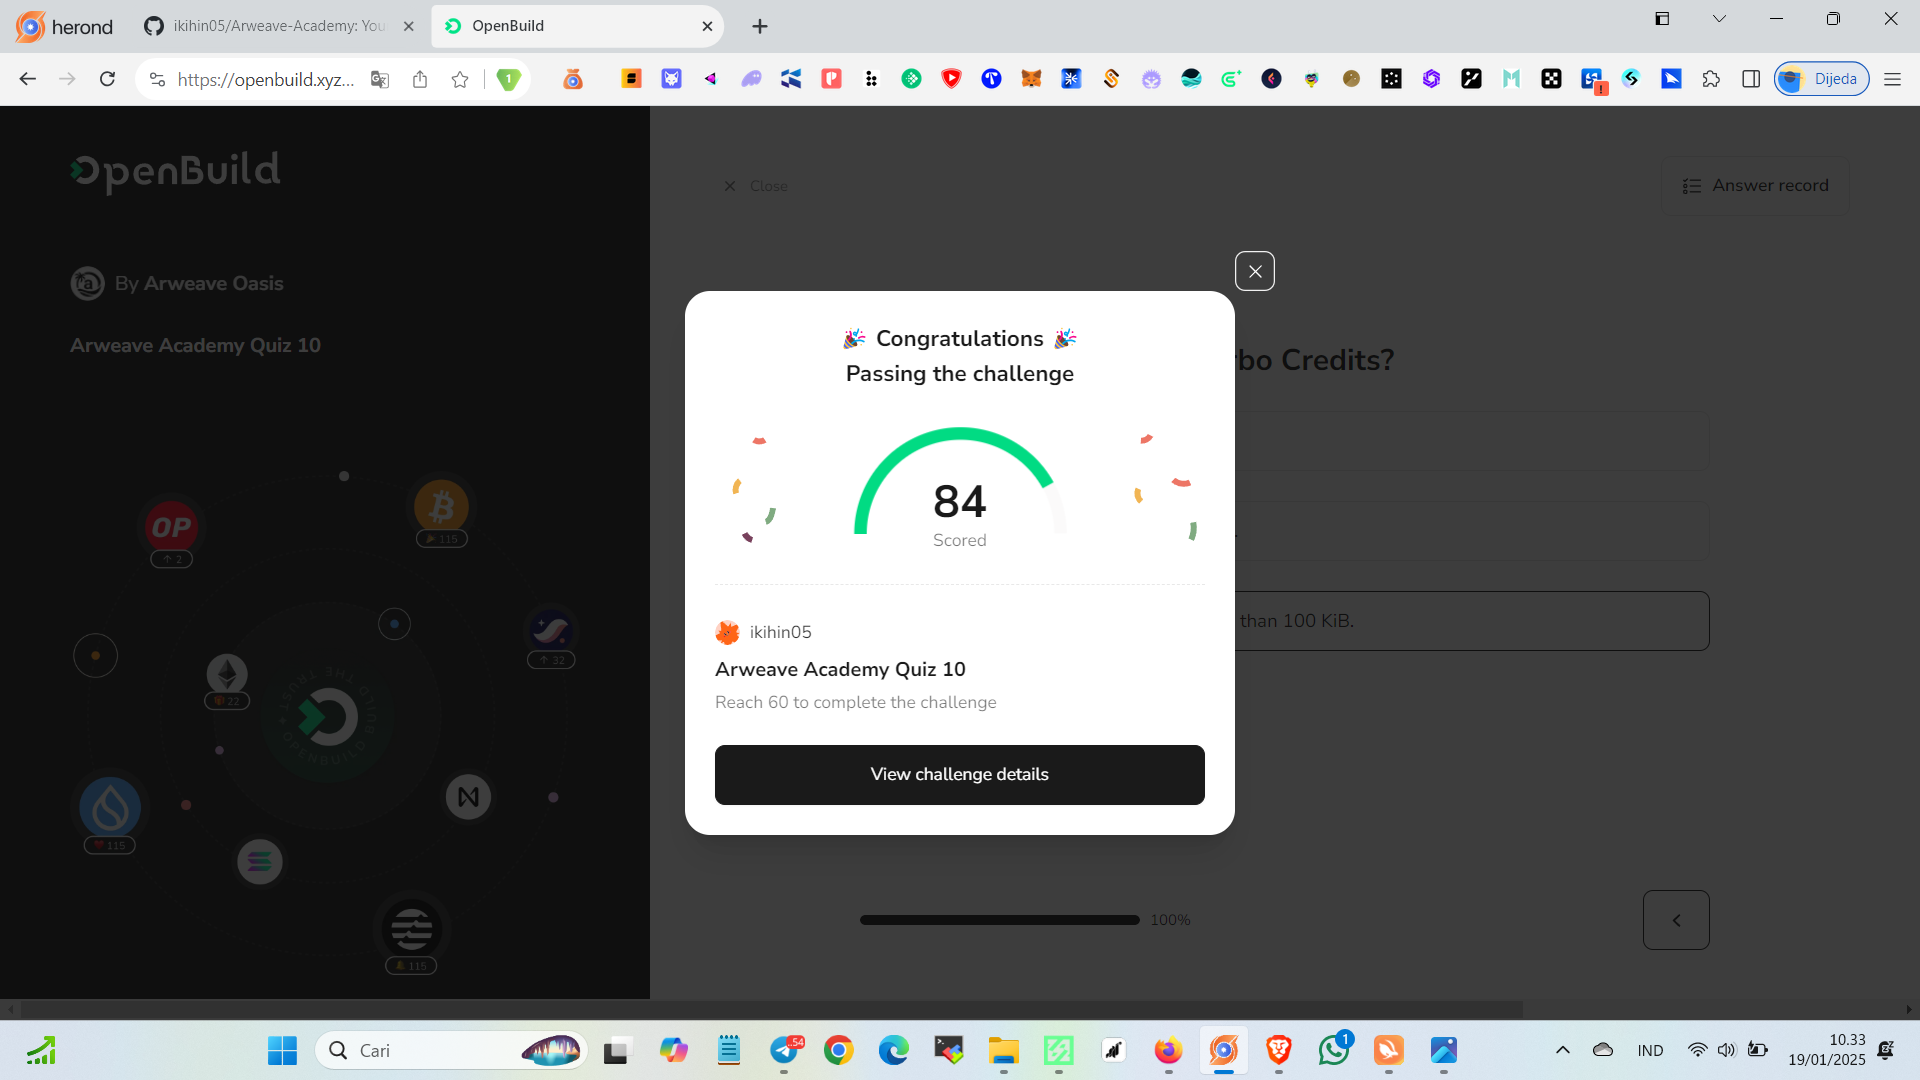 herond
ikihin05/Arweave-Academy: You
OpenBuild
https://openbuild.xyz...
1
Dijeda
OpenBuild
Close
Answer record
By Arweave Oasis
Arweave Academy Quiz 10
Congratulations
Passing the challenge
rbo Credits?
84
Scored
than 100 KiB.
ikihin05
Arweave Academy Quiz 10
Reach 60 to complete the challenge
View challenge details
OP
2
115
32
22
115
115
100%
Cari
..54
1
IND
10.33
19/01/2025